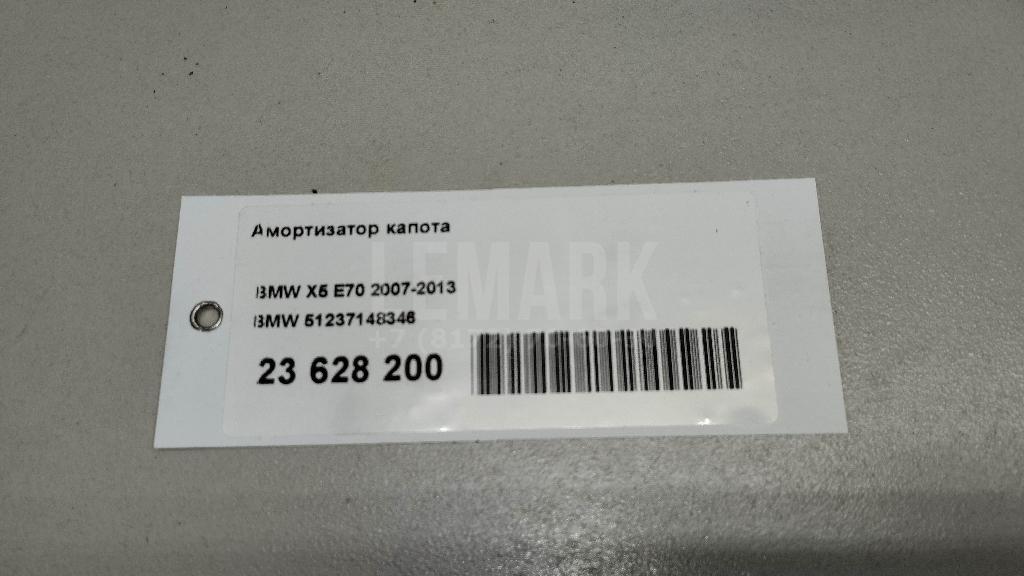 Амортизатор капота
LEMARK
BMW X5 E70 2007-2013
BMW 51237148346
23 628 200